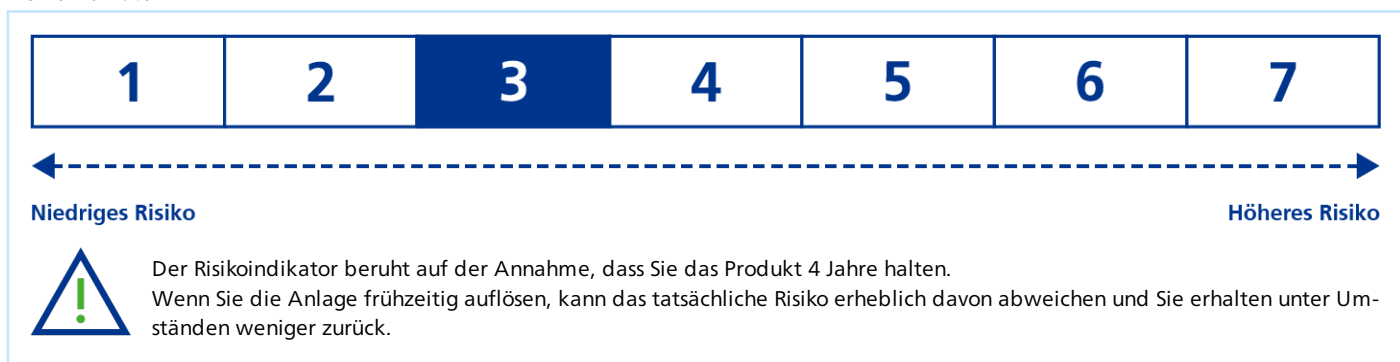 1 2 3 4 5 6 7
Niedriges Risiko Höheres Risiko
Der Risikoindikator beruht auf der Annahme, dass Sie das Produkt 4 Jahre halten.
Wenn Sie die Anlage frühzeitig auflösen, kann das tatsächliche Risiko erheblich davon abweichen und Sie erhalten unter Um-
ständen weniger zurück.